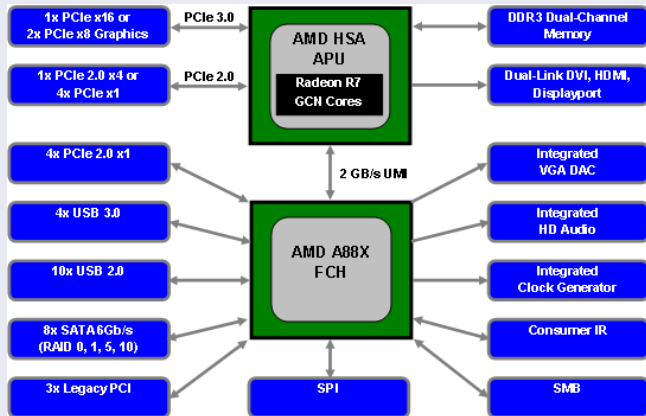 1x PCIe x16 or
2x PCIe x8 Graphics
PCIe 3.0
AMD HSA
APU
Radeon R7
GCN Cores
DDR3 Dual-Channel
Memory
1x PCIE 2.0 x4 or
4x PCIe x1
PCIe 2.0
Dual-Link DVI, HDMI,
Displayport
4x PCIe 2.0 x1
2 GB/s UMI
Integrated
VGA DAC
4x USB 3.0
AMD A88X
FCH
Integrated
HD Audio
10x USB 2.0
Integrated
Clock Generator
8x SATA 6Gb/s
(RAID 0, 1, 5, 10)
Consumer IR
3x Legacy PCI
SPI
SMB